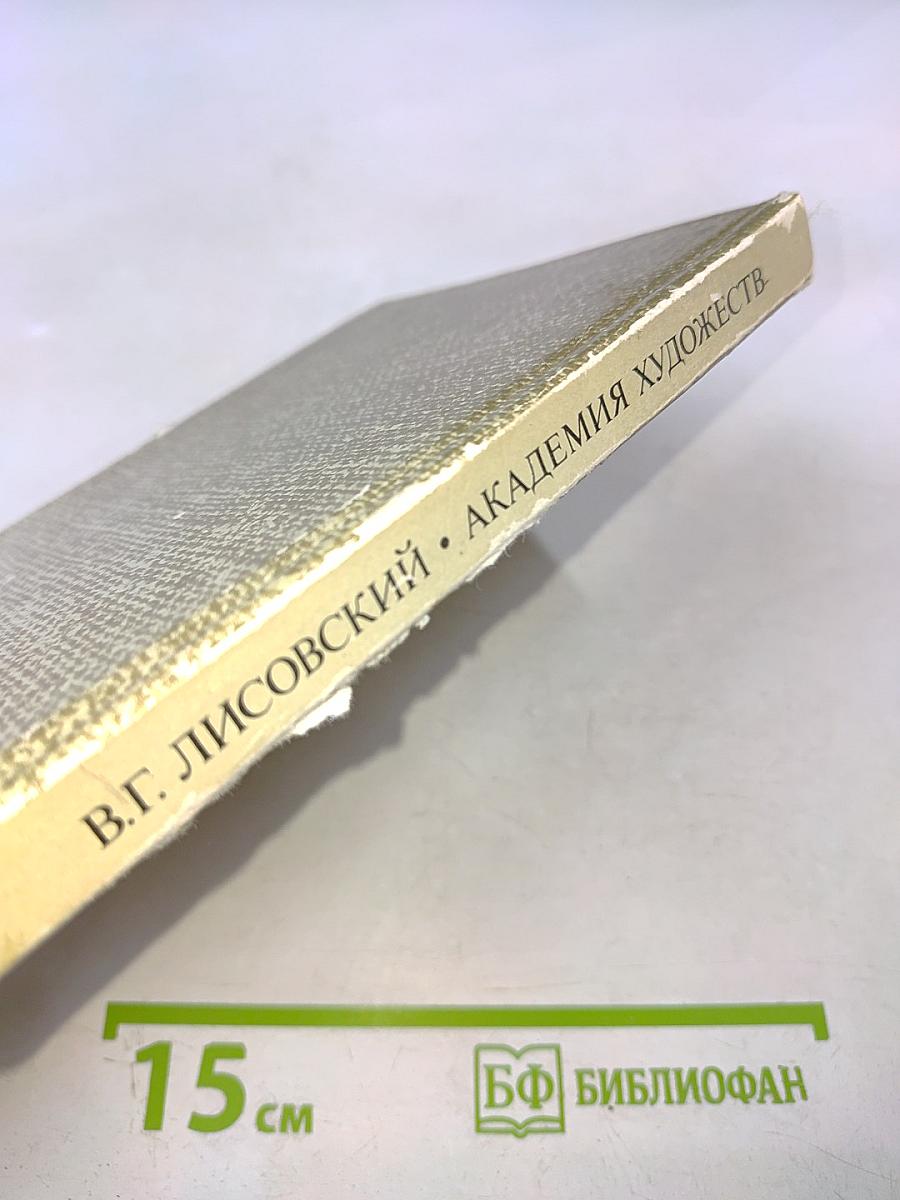 В.Г. ЛИСОВСКИЙ • АКАДЕМИЯ ХУДОЖЕСТВ
15 см
БФ БИБЛИОФАН